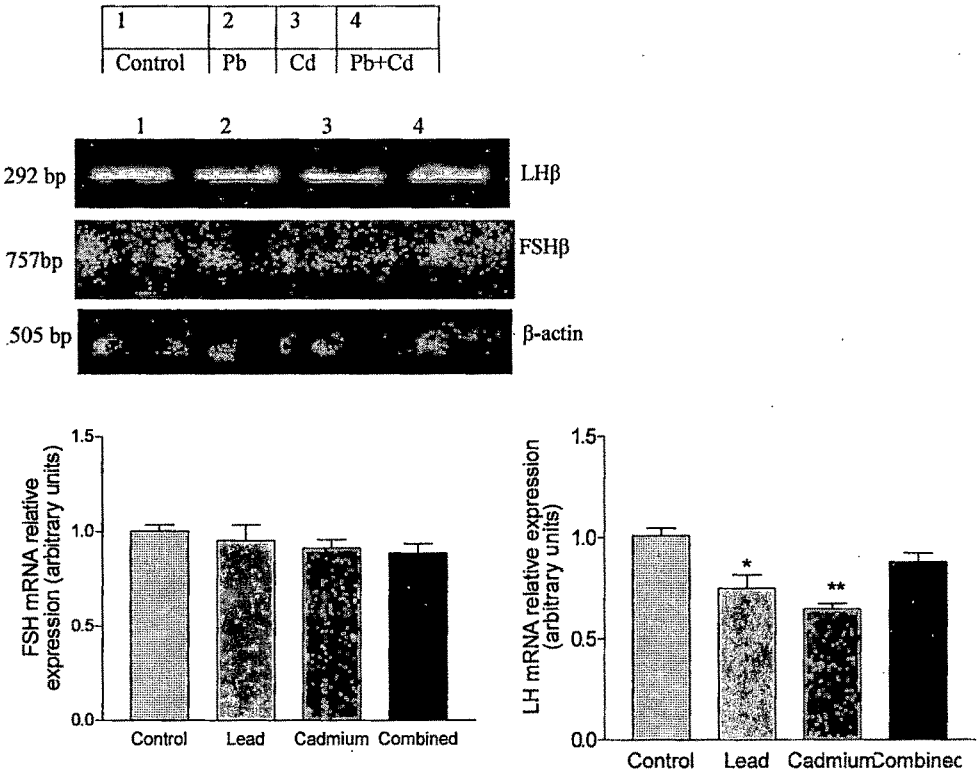 1 2 3 4
Control Pb Cd Pb+Cd
1 2 3 4
292 bp LHβ
757bp FSHβ
505 bp β-actin
FSH mRNA relative
expression (arbitrary units)
1.5
1.0
0.5
0.0
Control Lead Cadmium Combined
LH mRNA relative expression
(arbitrary units)
1.5
1.0
0.5
0.0
*
**
Control Lead Cadmium Combined